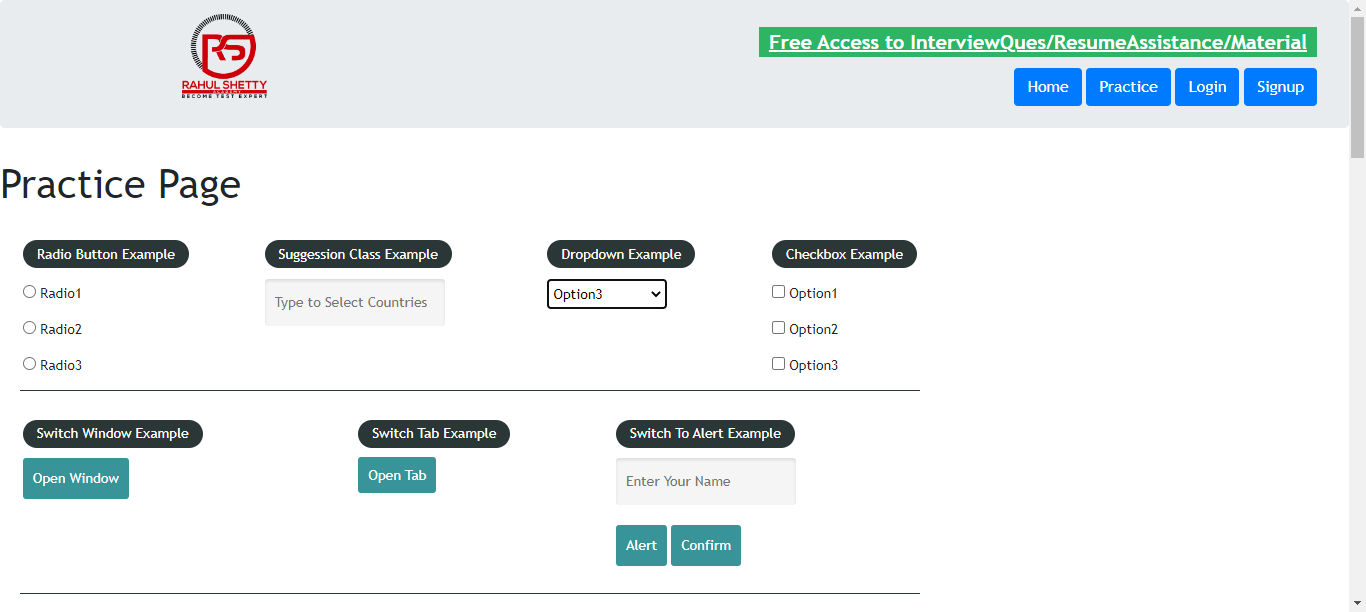 RS
RAHUL SHETTY
ACADEMY
BECOME TEST EXPERT
Free Access to InterviewQues/ResumeAssistance/Material
Home Practice Login Signup
Practice Page
Radio Button Example
Radio1
Radio2
Radio3
Suggession Class Example
Type to Select Countries
Dropdown Example
Option3
Checkbox Example
Option1
Option2
Option3
Switch Window Example
Open Window
Switch Tab Example
Open Tab
Switch To Alert Example
Enter Your Name
Alert Confirm